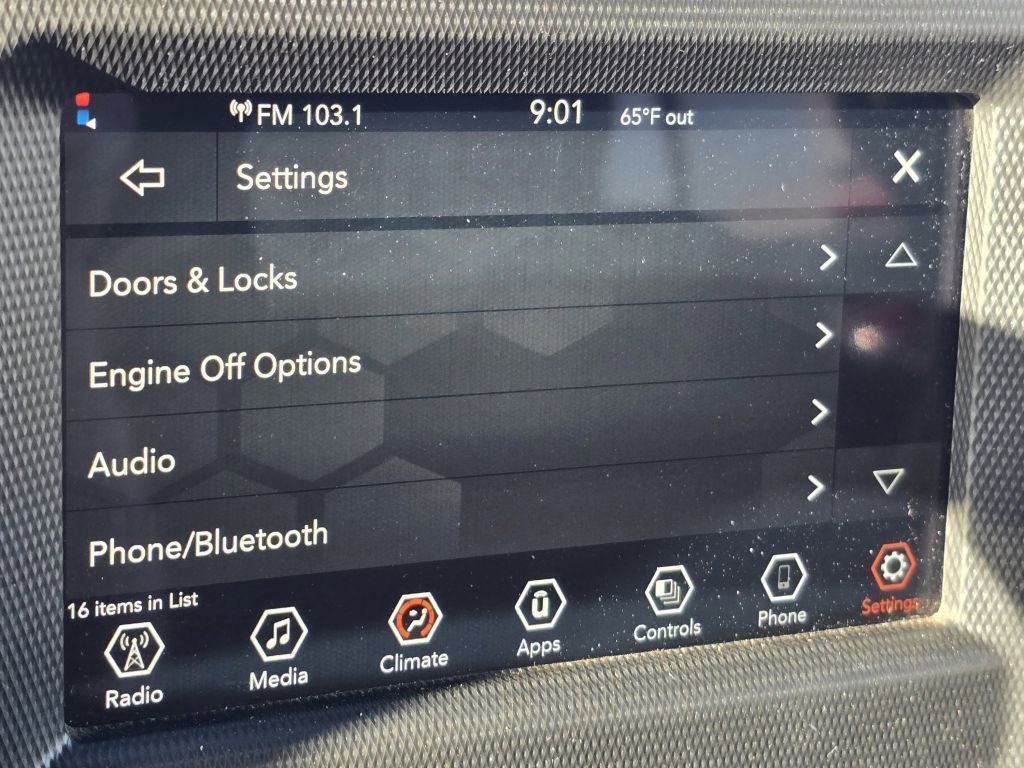 FM 103.1 9:01 65°F out
Settings
Doors & Locks
Engine Off Options
Audio
Phone/Bluetooth
16 items in List
Radio Media Climate Apps Controls Phone Settings